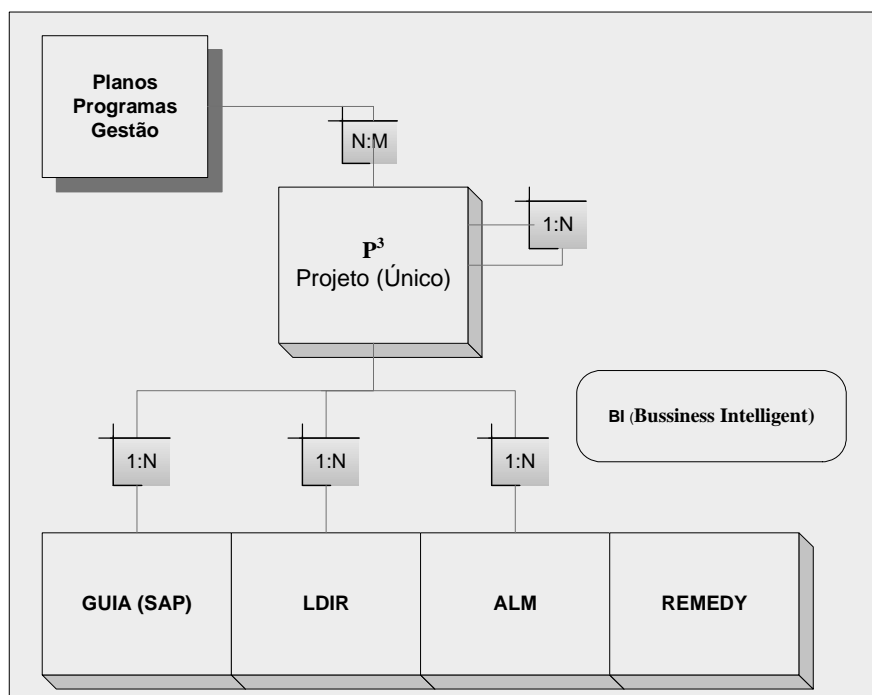 Planos
Programas
Gestão
N:M
P³
Projeto (Único)
1:N
BI (Bussiness Intelligent)
1:N
1:N
1:N
GUIA (SAP)
LDIR
ALM
REMEDY